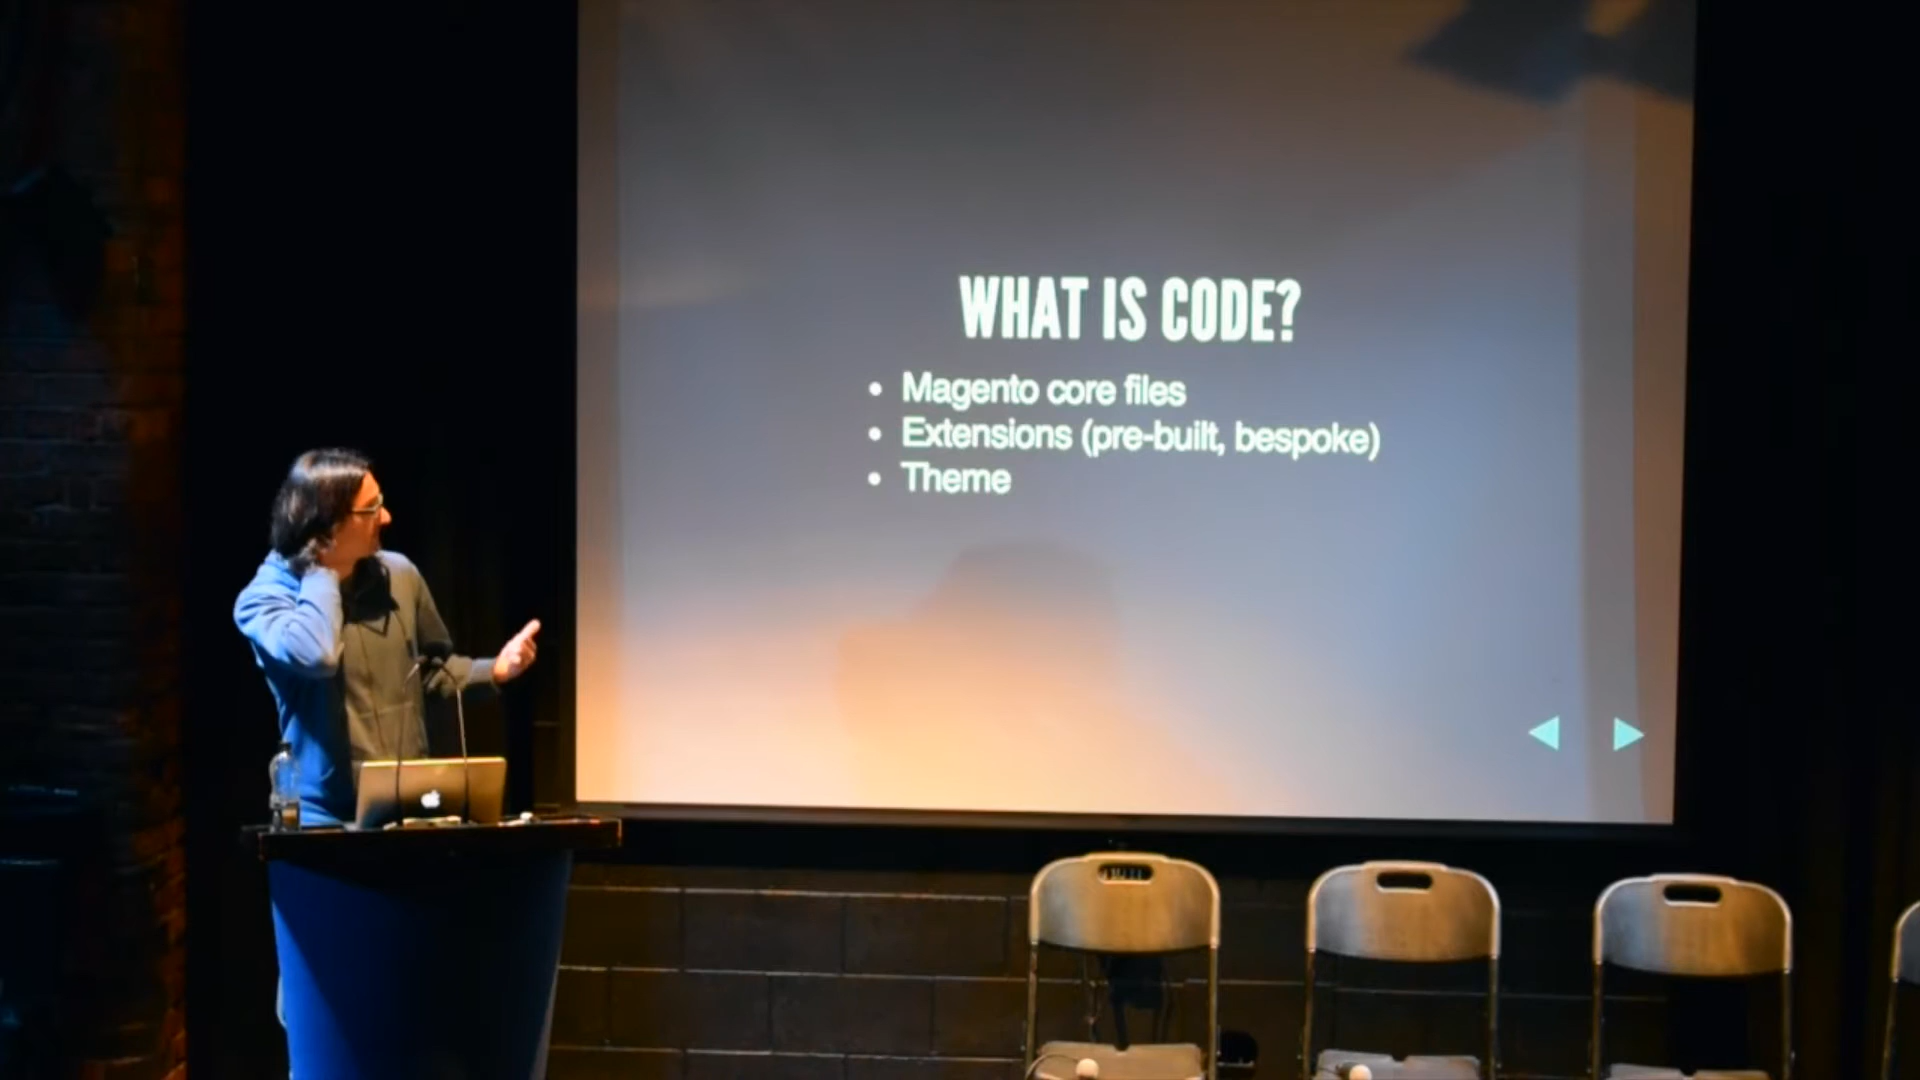 WHAT IS CODE?
• Magento core files
• Extensions (pre-built, bespoke)
• Theme